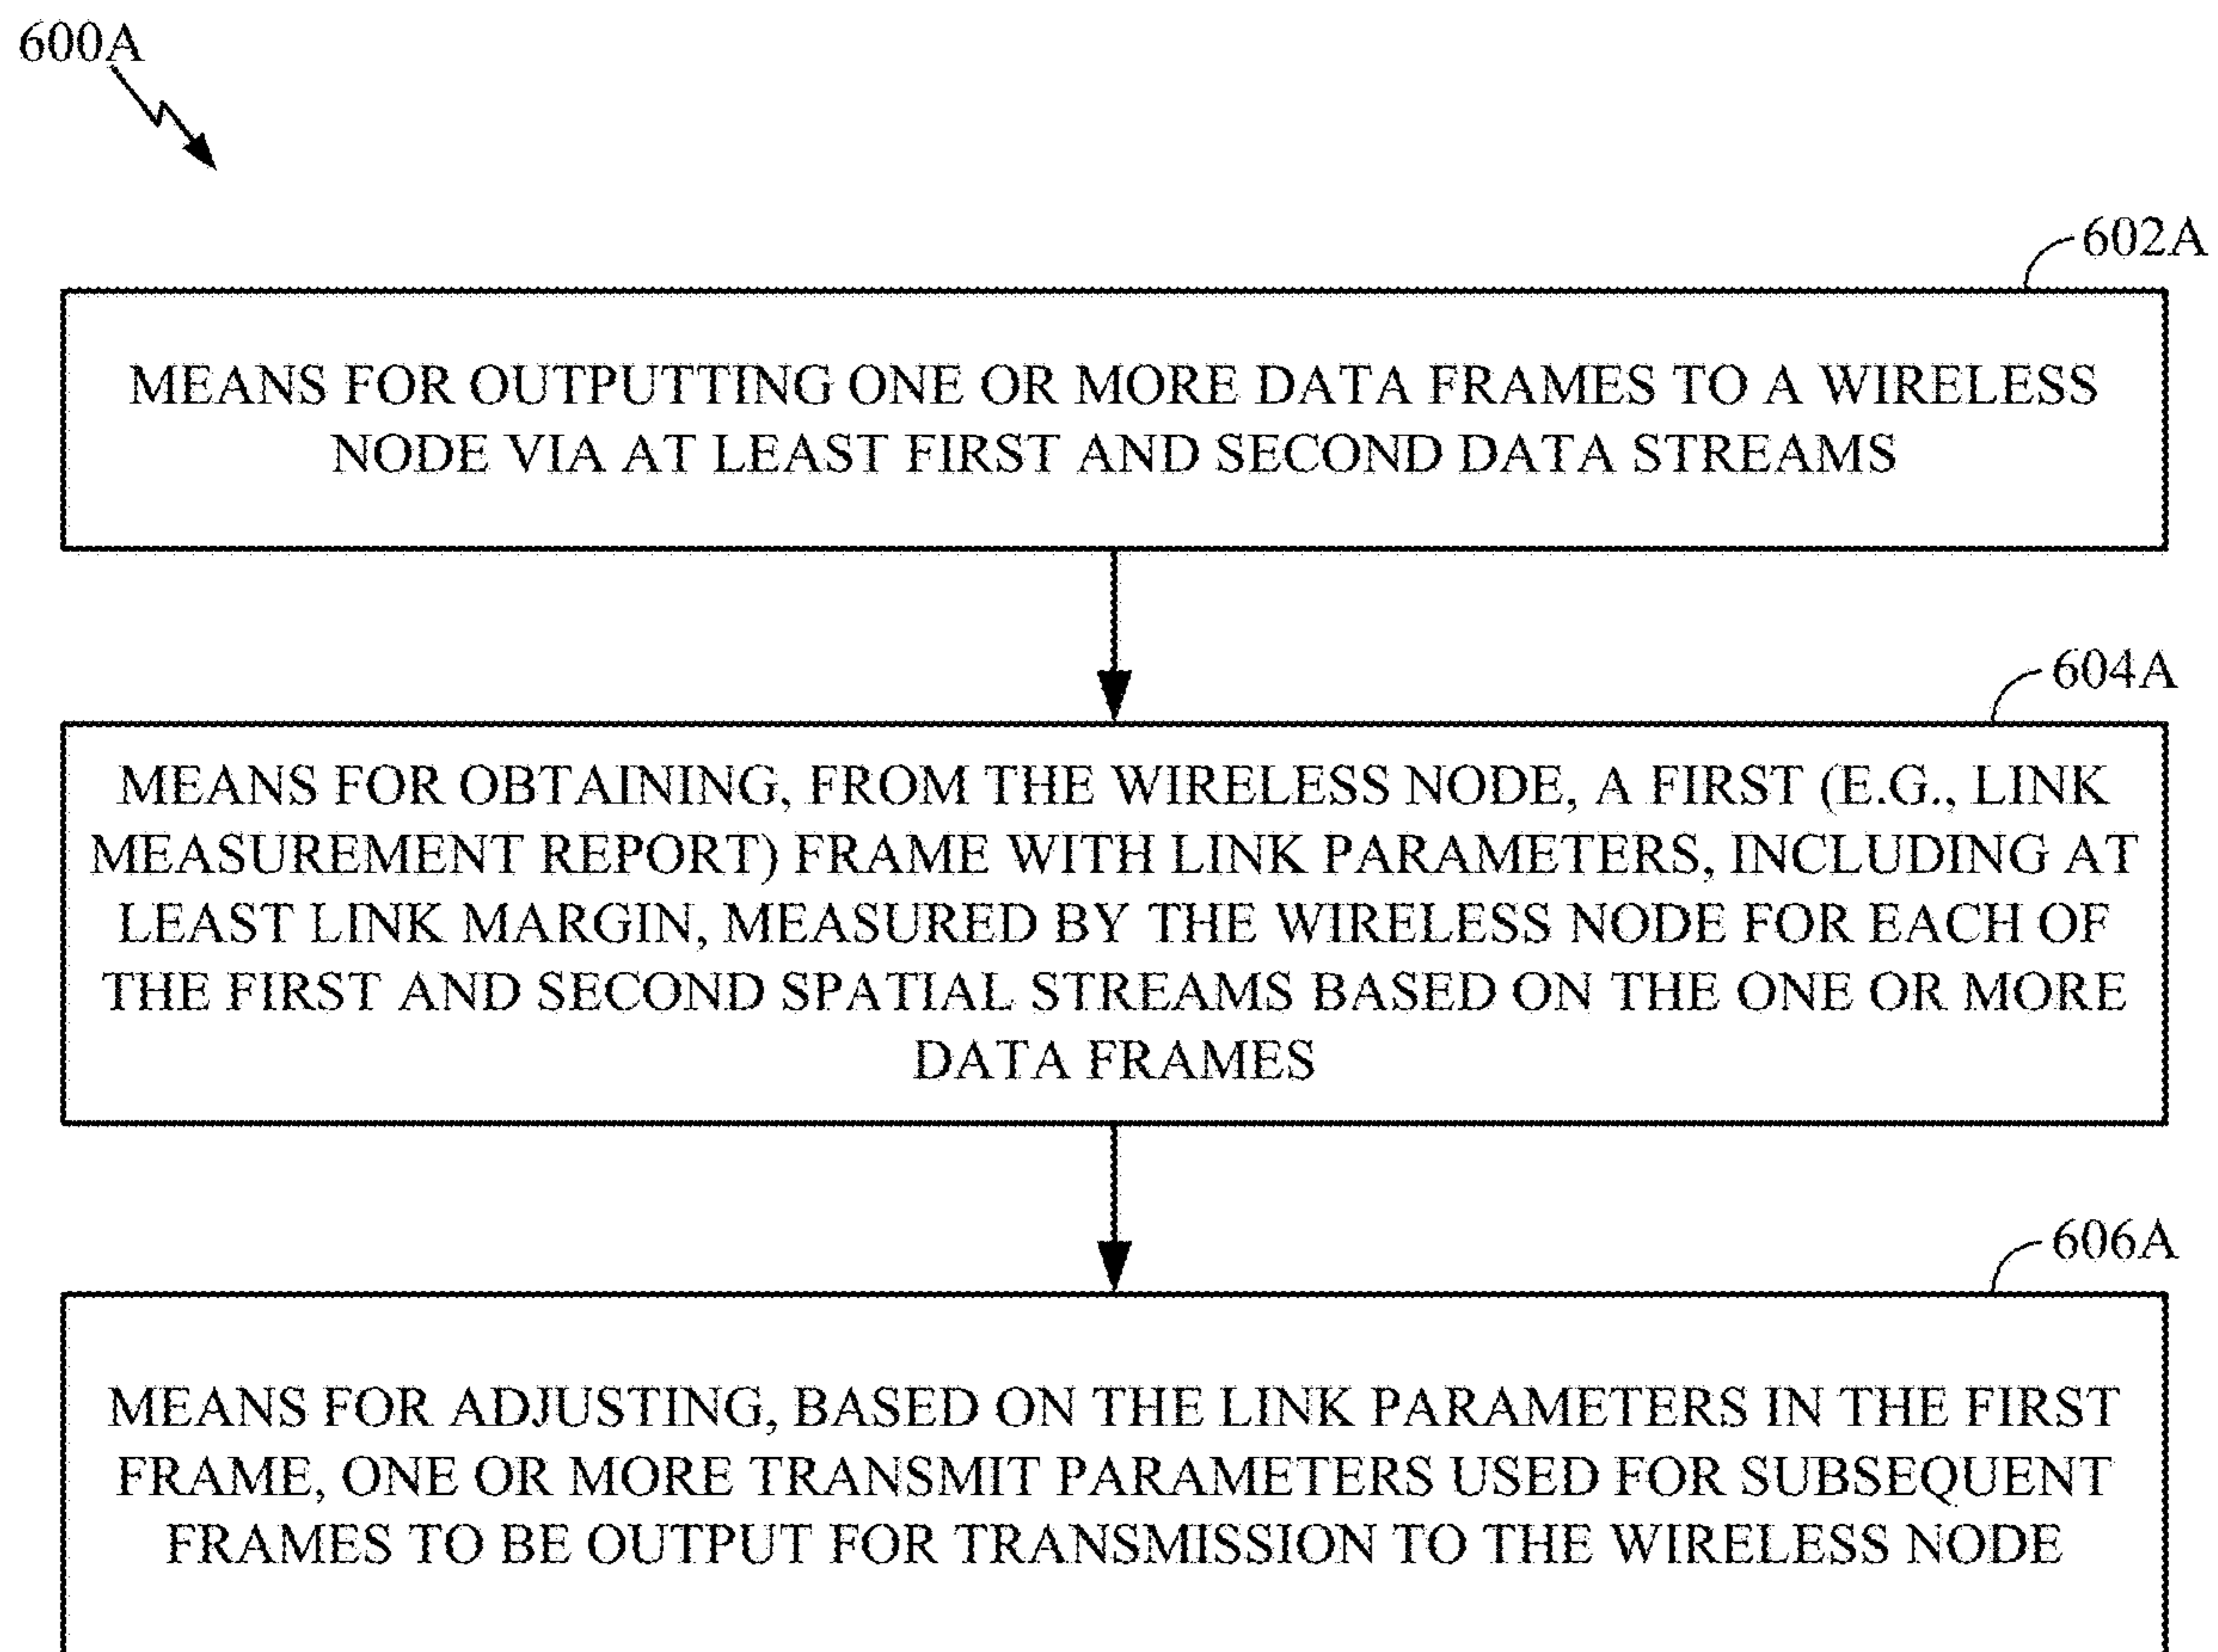 600A
602A
MEANS FOR OUTPUTTING ONE OR MORE DATA FRAMES TO A WIRELESS
NODE VIA AT LEAST FIRST AND SECOND DATA STREAMS
604A
MEANS FOR OBTAINING, FROM THE WIRELESS NODE, A FIRST (E.G., LINK
MEASUREMENT REPORT) FRAME WITH LINK PARAMETERS, INCLUDING AT
LEAST LINK MARGIN, MEASURED BY THE WIRELESS NODE FOR EACH OF
THE FIRST AND SECOND SPATIAL STREAMS BASED ON THE ONE OR MORE
DATA FRAMES
606A
MEANS FOR ADJUSTING, BASED ON THE LINK PARAMETERS IN THE FIRST
FRAME, ONE OR MORE TRANSMIT PARAMETERS USED FOR SUBSEQUENT
FRAMES TO BE OUTPUT FOR TRANSMISSION TO THE WIRELESS NODE